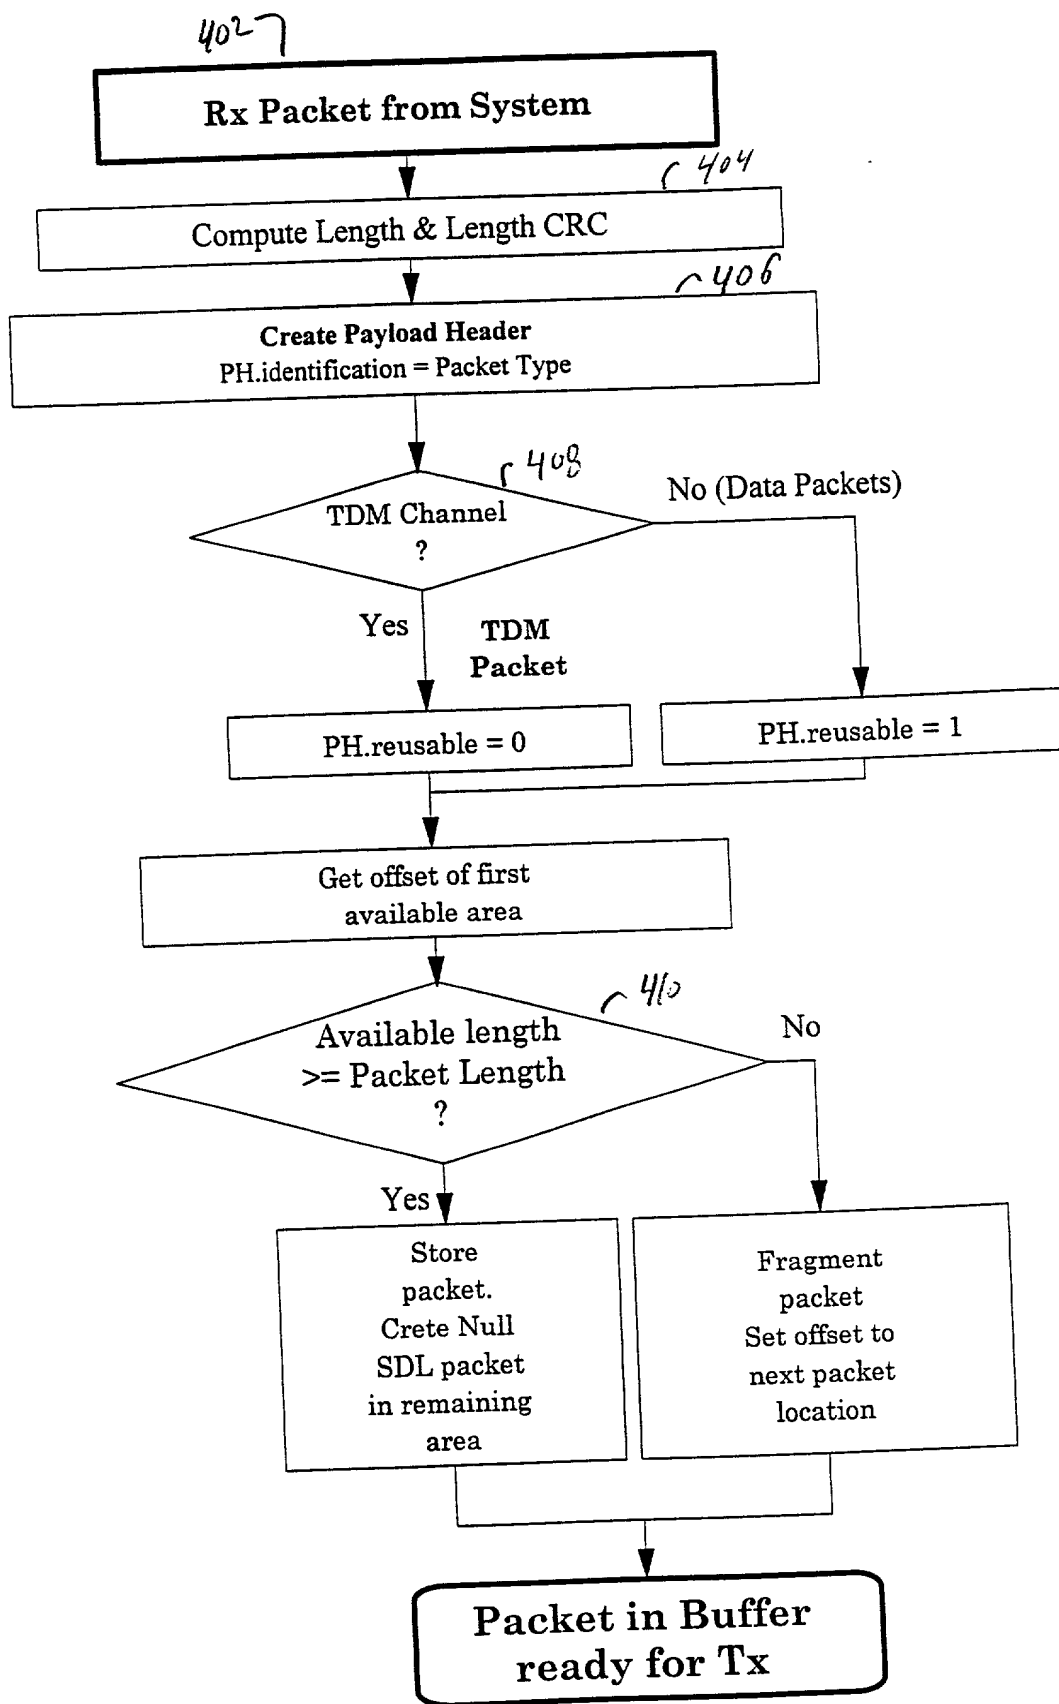 402
Rx Packet from System
404
Compute Length & Length CRC
406
Create Payload Header
PH.identification = Packet Type
408
TDM Channel
?
No (Data Packets)
Yes
TDM
Packet
PH.reusable = 0
PH.reusable = 1
Get offset of first
available area
410
Available length
>= Packet Length
?
No
Yes
Store
packet.
Crete Null
SDL packet
in remaining
area
Fragment
packet
Set offset to
next packet
location
Packet in Buffer
ready for Tx